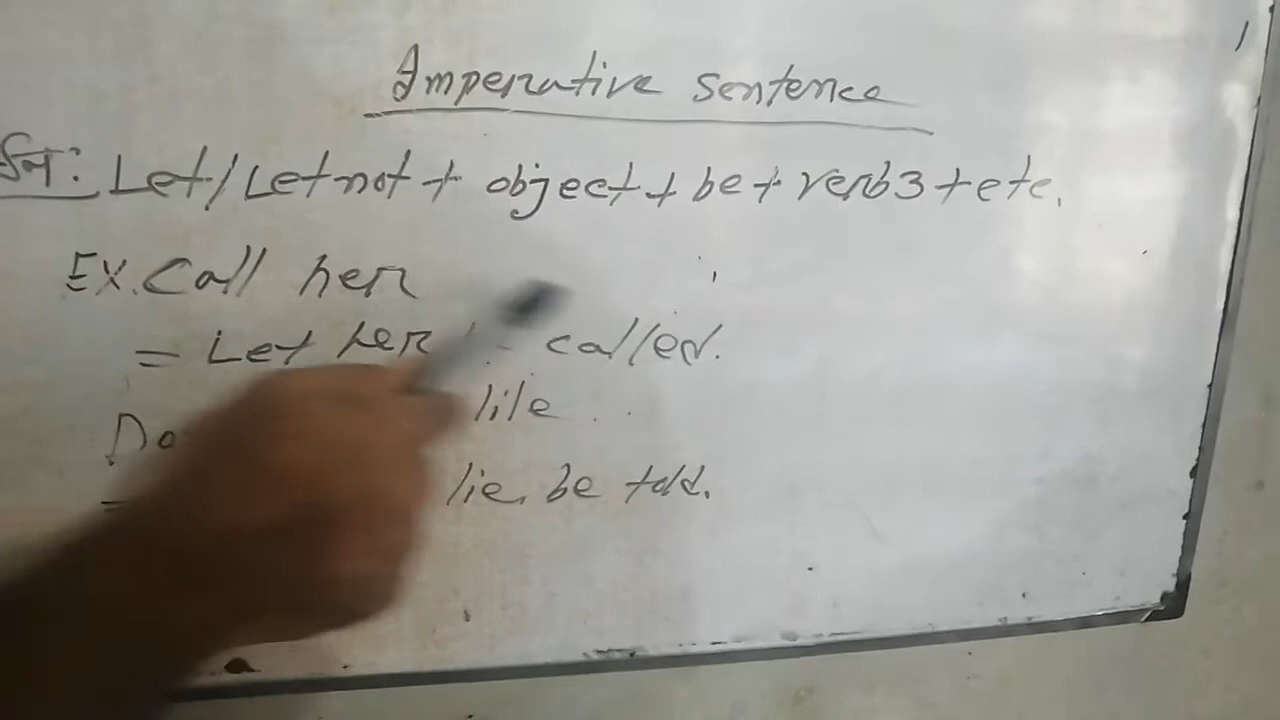 Imperative sentence
Str: Let/Let not + object + be + verb3 + etc.
Ex. Call her
= Let her called.
Do lile
= lie be told.